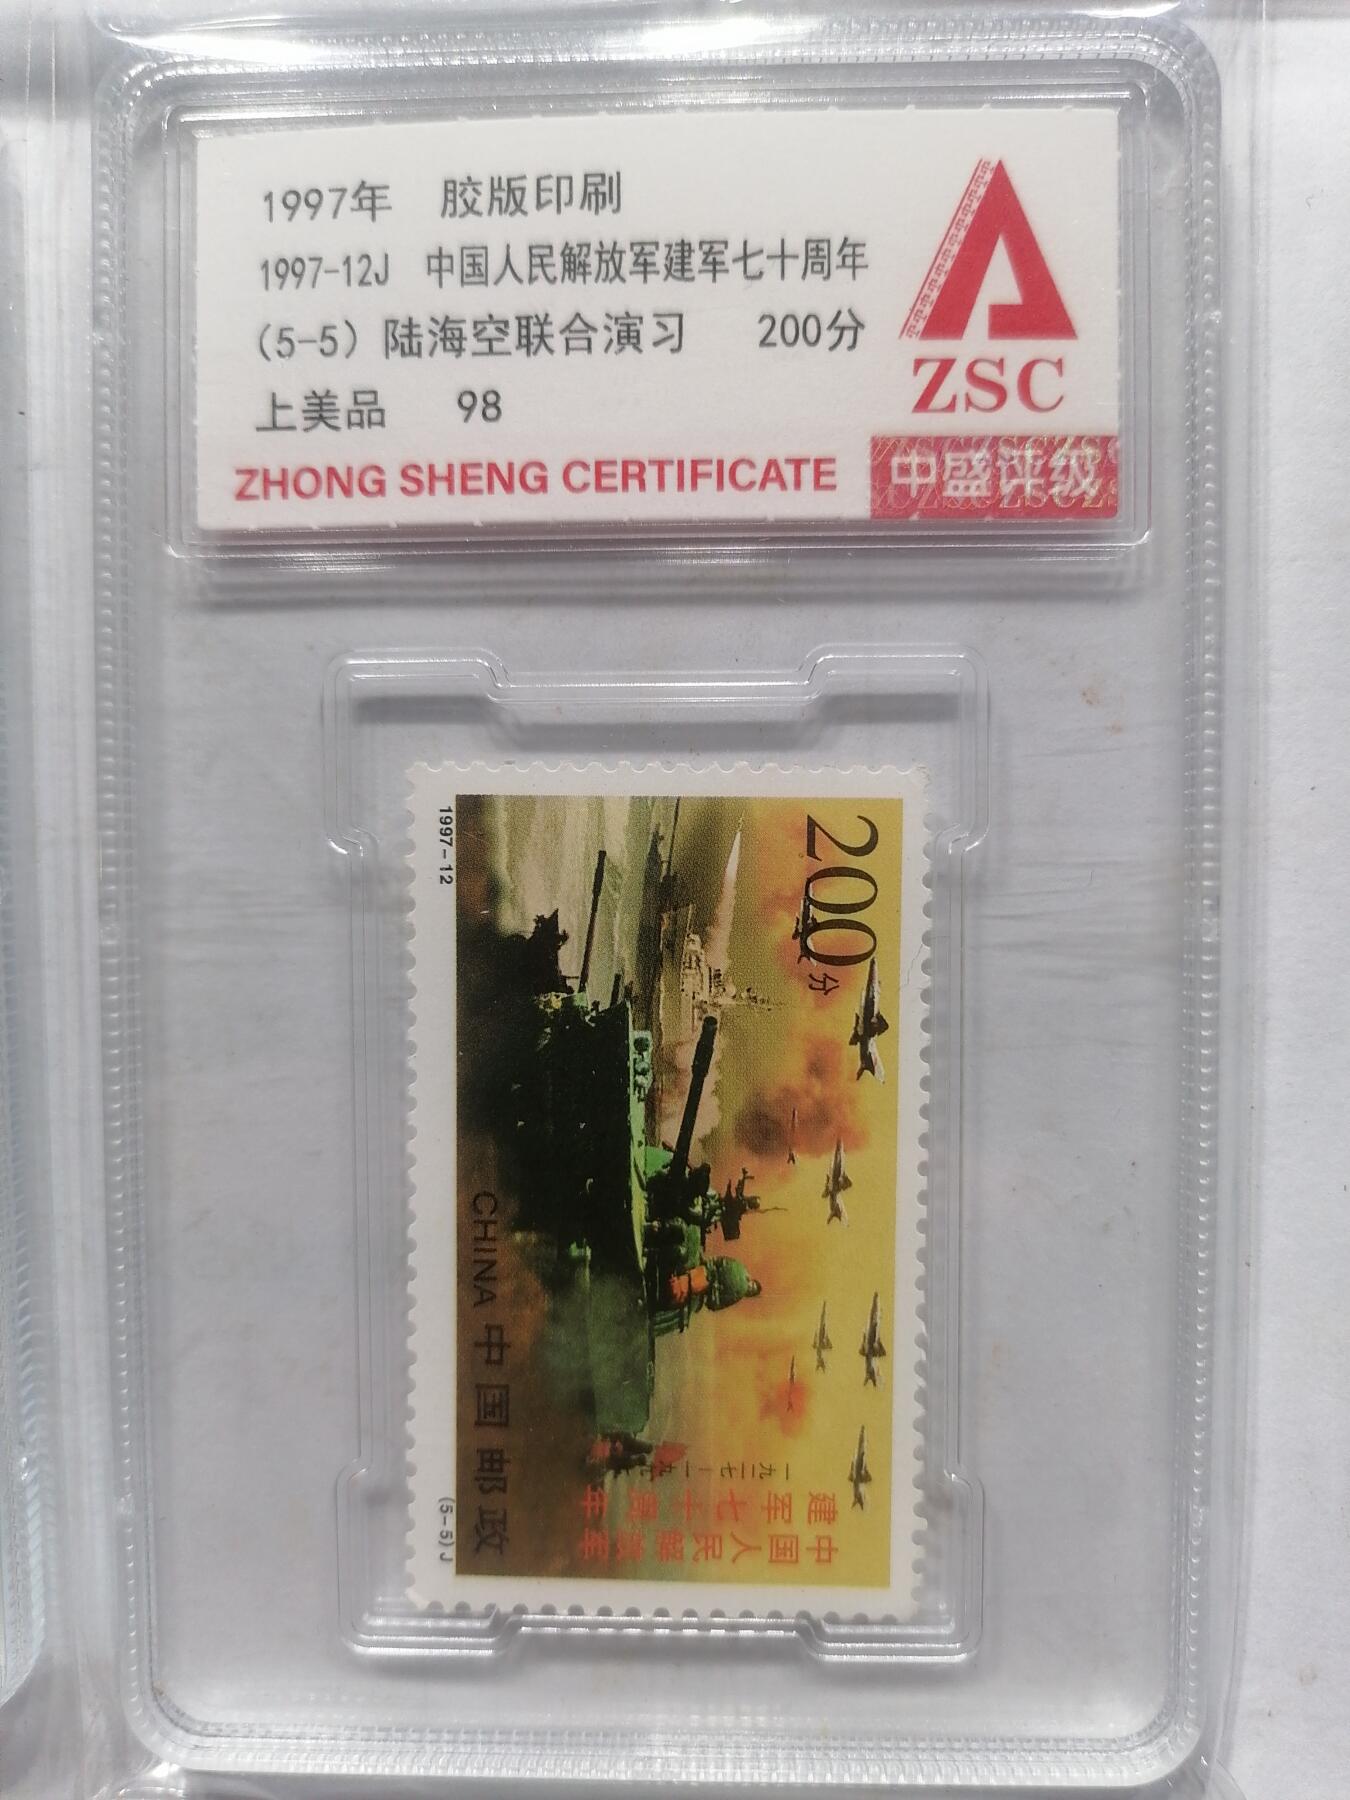 1997年 胶版印刷
1997-12J 中国人民解放军建军七十周年
(5-5) 陆海空联合演习 200分
上美品 98
ZSC
ZHONG SHENG CERTIFICATE
中盛评级
200分
1997-12
CHINA 中国邮政
(5-5) J
中国人民解放军
建军七十周年
一九二七-一九九七